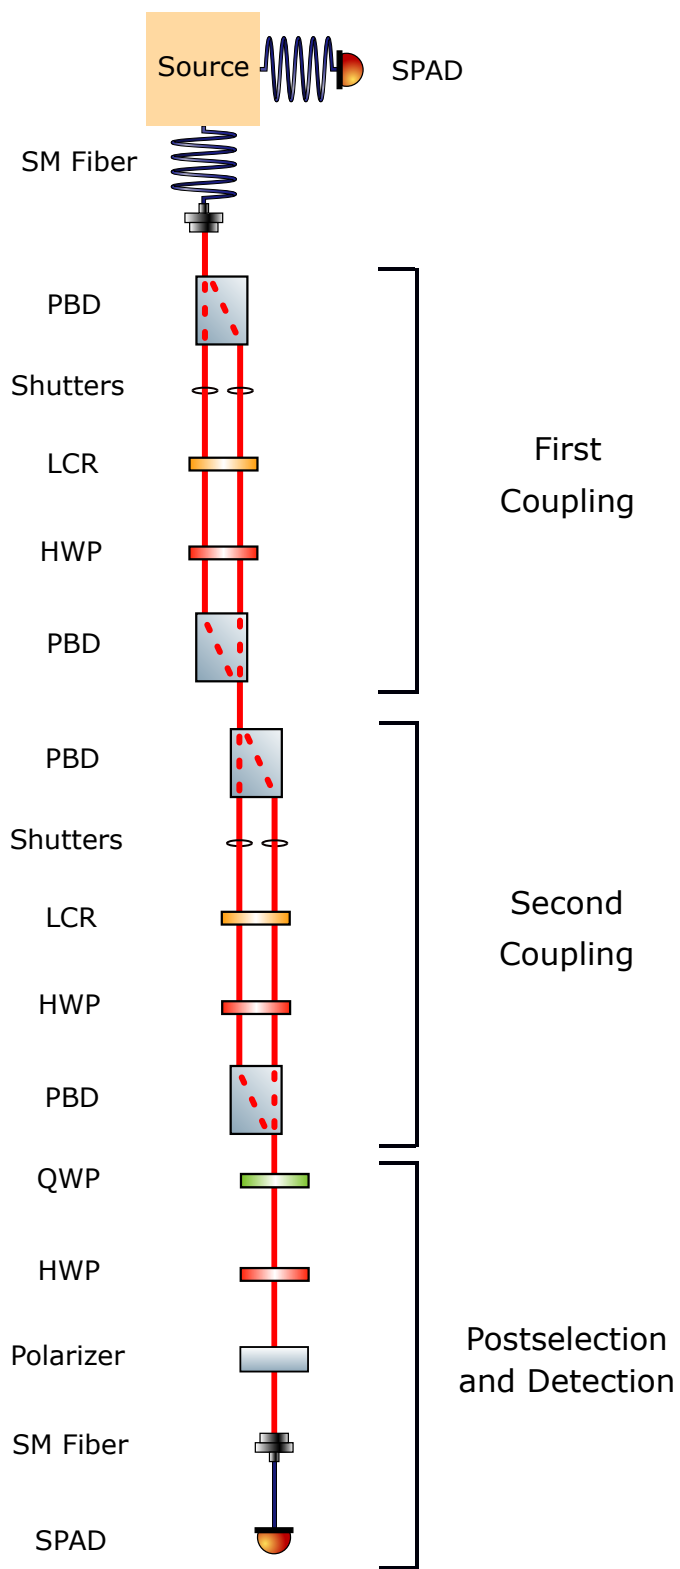 Source
SPAD
SM Fiber
PBD
Shutters
LCR
HWP
PBD
First
Coupling
PBD
Shutters
LCR
HWP
PBD
Second
Coupling
QWP
HWP
Polarizer
SM Fiber
SPAD
Postselection
and Detection